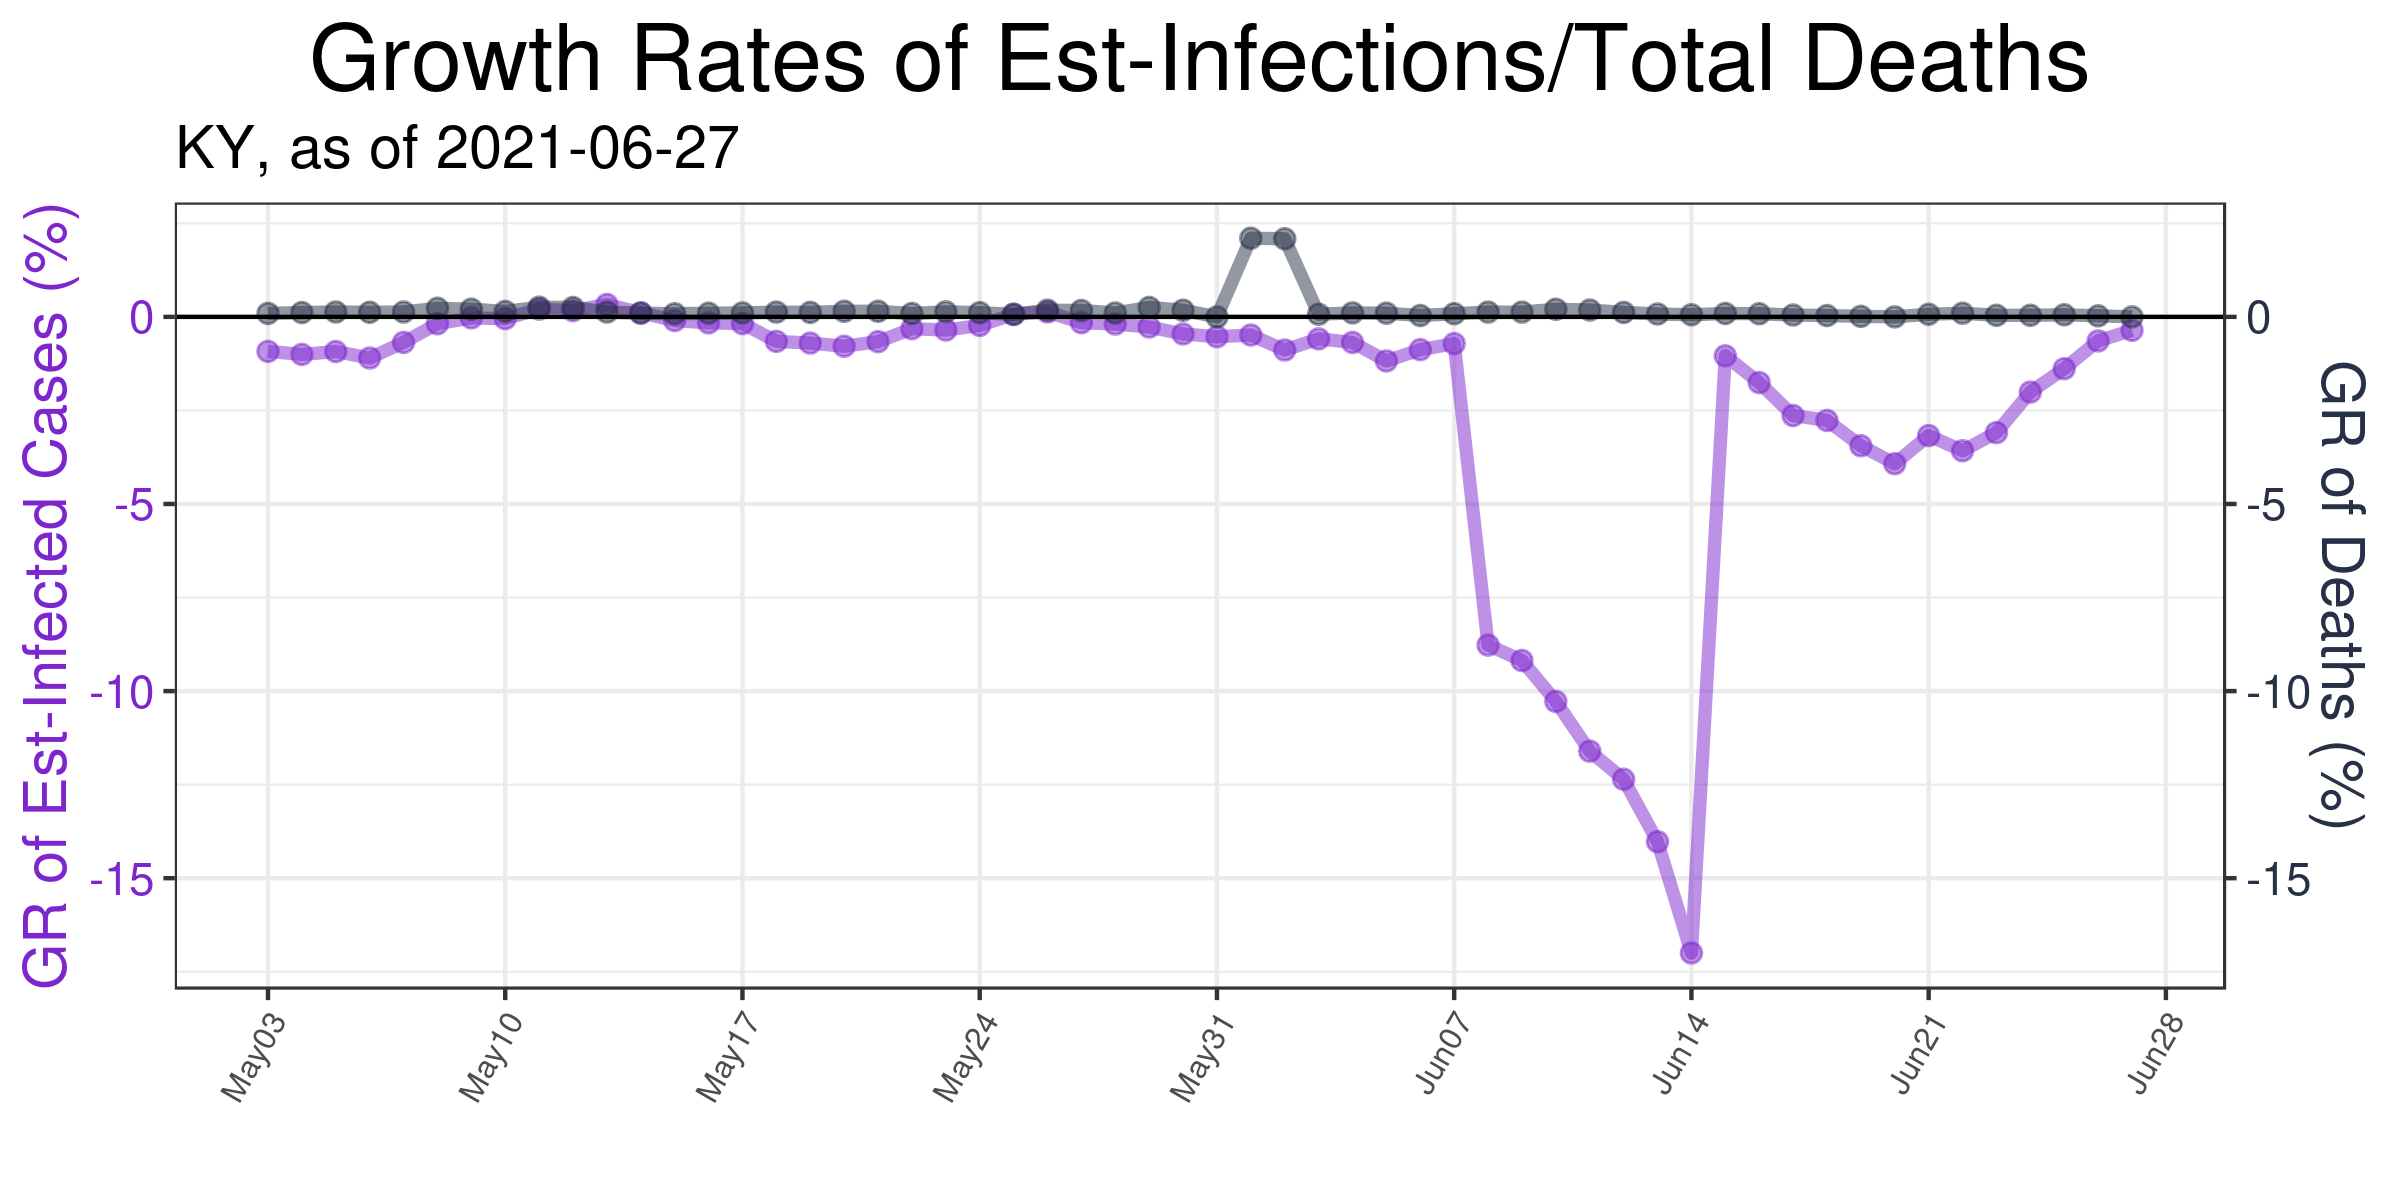 Growth Rates of Est-Infections/Total Deaths
KY, as of 2021-06-27
GR of Est-Infected Cases (%)
0
-5
-10
-15
0
-5
-10
-15
GR of Deaths (%)
May03
May10
May17
May24
May31
Jun07
Jun14
Jun21
Jun28